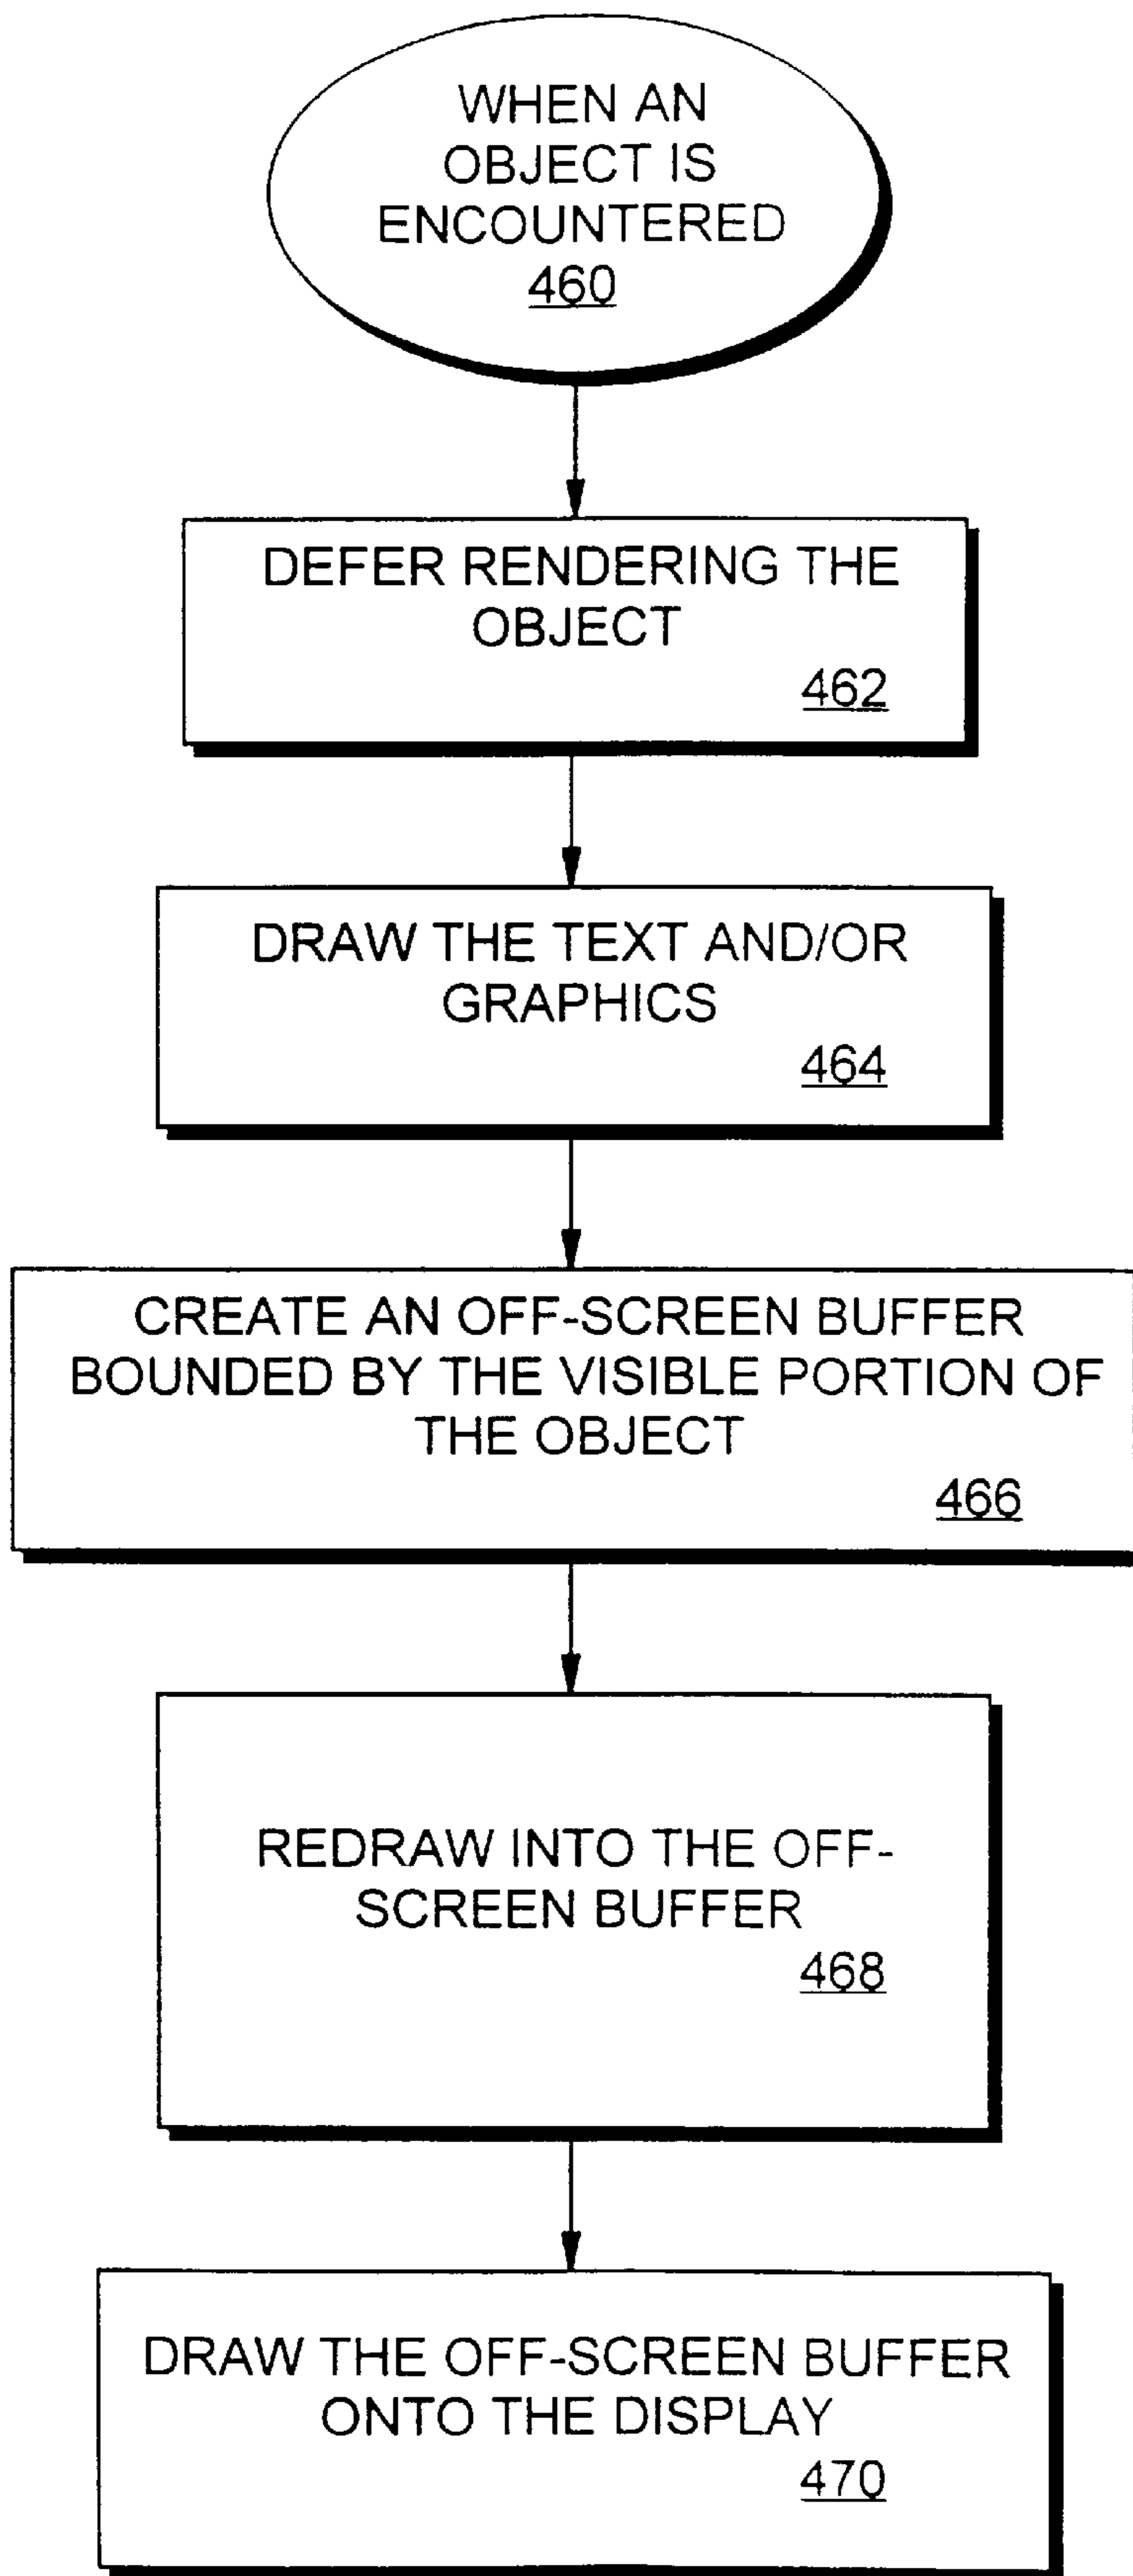 WHEN AN
OBJECT IS
ENCOUNTERED
460
DEFER RENDERING THE
OBJECT
462
DRAW THE TEXT AND/OR
GRAPHICS
464
CREATE AN OFF-SCREEN BUFFER
BOUNDED BY THE VISIBLE PORTION OF
THE OBJECT
466
REDRAW INTO THE OFF-
SCREEN BUFFER
468
DRAW THE OFF-SCREEN BUFFER
ONTO THE DISPLAY
470